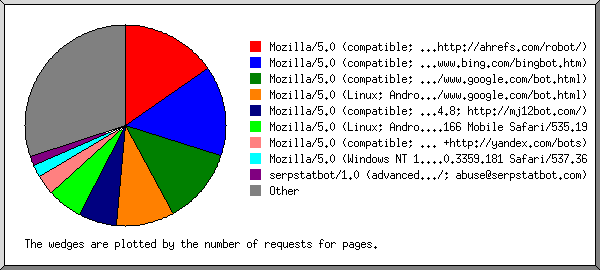 Mozilla/5.0 (compatible; ...http://ahrefs.com/robot/)
Mozilla/5.0 (compatible; ...www.bing.com/bingbot.htm)
Mozilla/5.0 (compatible; .../www.google.com/bot.html)
Mozilla/5.0 (Linux; Andro.../www.google.com/bot.html)
Mozilla/5.0 (compatible; ...4.8; http://mj12bot.com/)
Mozilla/5.0 (Linux; Andro....166 Mobile Safari/535.19
Mozilla/5.0 (compatible; ... +http://yandex.com/bots)
Mozilla/5.0 (Windows NT 1....0.3359.181 Safari/537.36
serpstatbot/1.0 (advanced.../; abuse@serpstatbot.com)
Other
The wedges are plotted by the number of requests for pages.